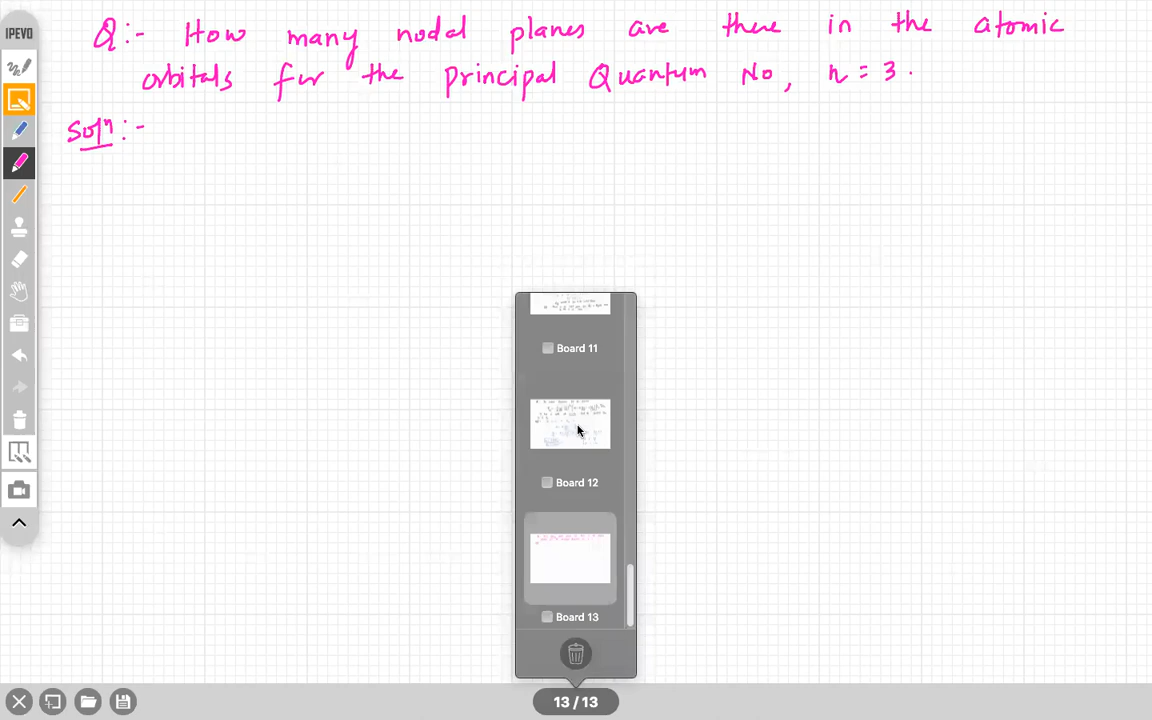 IPEVO
Q:- How many nodal planes are there in the atomic
orbitals for the principal Quantum No, n = 3.
Solⁿ:-
Board 11
Board 12
Board 13
13 / 13